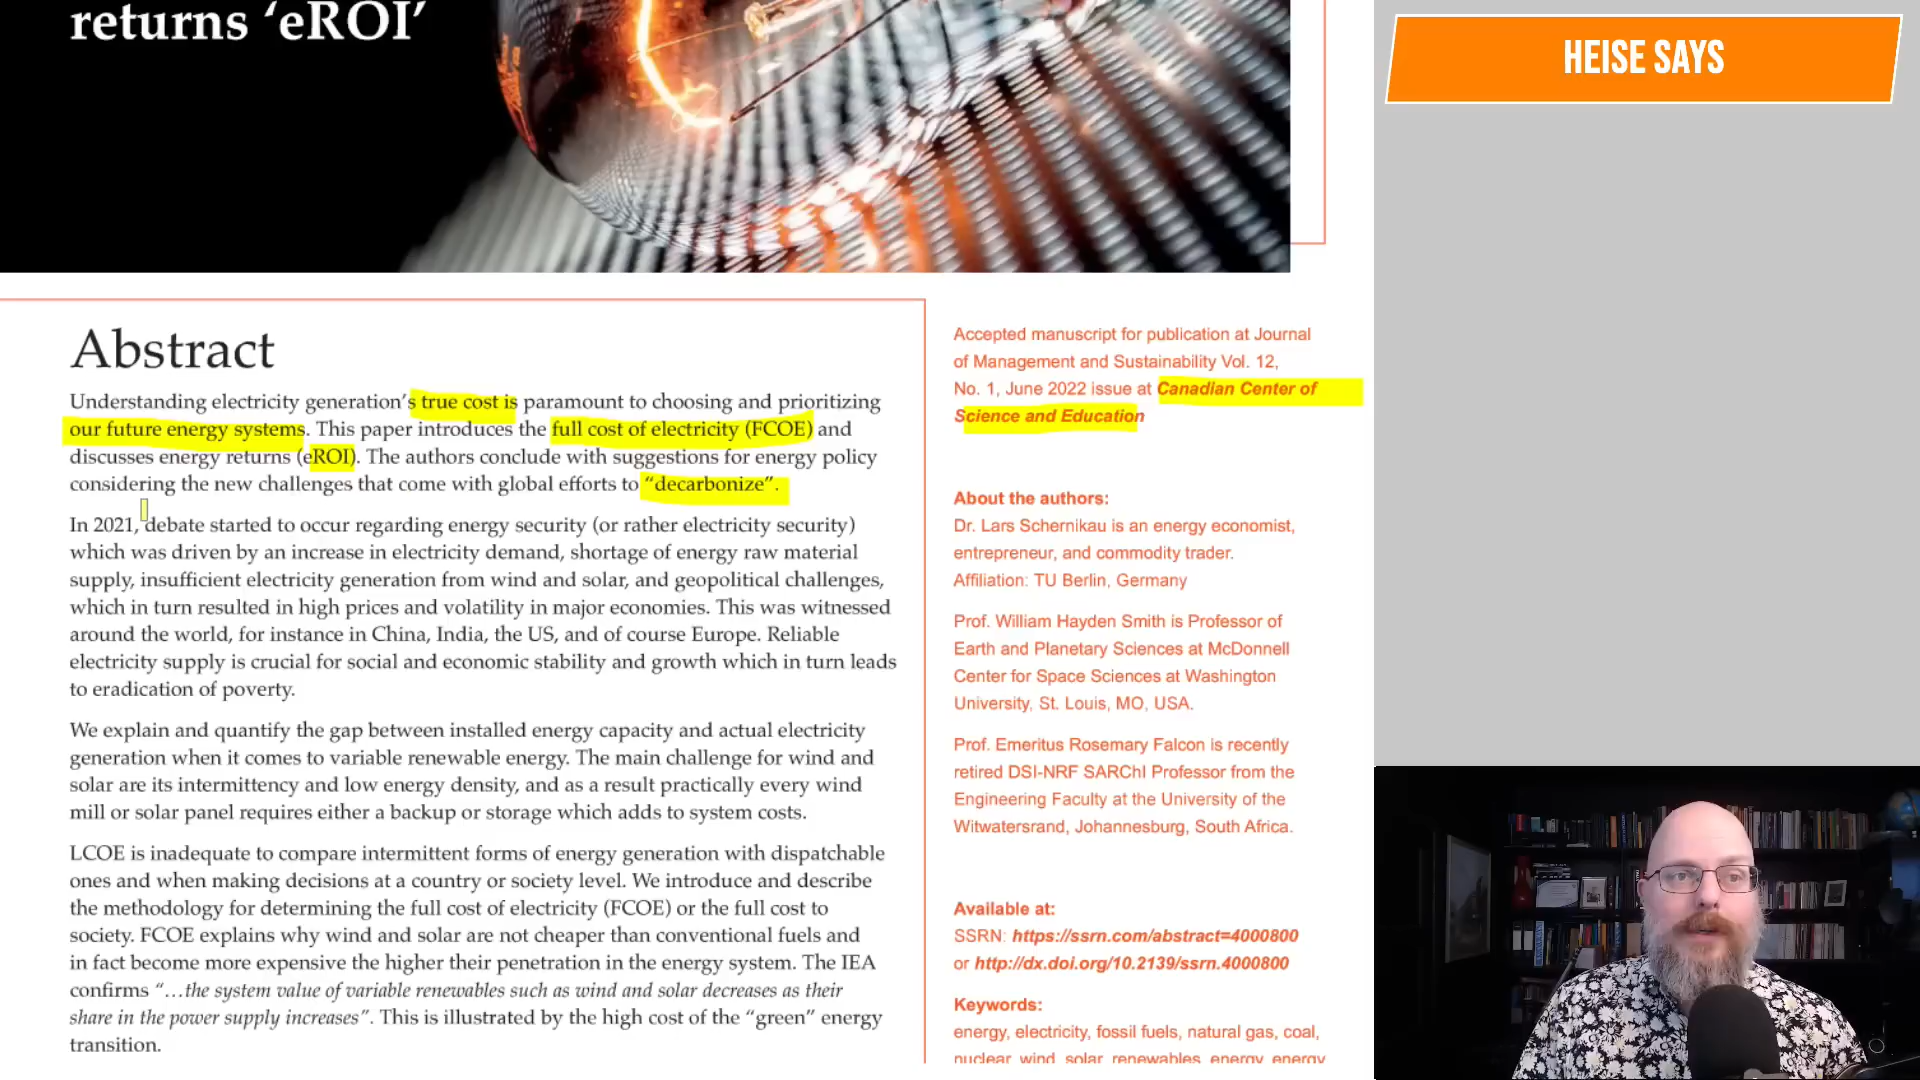 returns ‘eROI’
HEISE SAYS
Abstract
Understanding electricity generation’s true cost is paramount to choosing and prioritizing
our future energy systems. This paper introduces the full cost of electricity (FCOE) and
discusses energy returns (eROI). The authors conclude with suggestions for energy policy
considering the new challenges that come with global efforts to “decarbonize”.
In 2021, debate started to occur regarding energy security (or rather electricity security)
which was driven by an increase in electricity demand, shortage of energy raw material
supply, insufficient electricity generation from wind and solar, and geopolitical challenges,
which in turn resulted in high prices and volatility in major economies. This was witnessed
around the world, for instance in China, India, the US, and of course Europe. Reliable
electricity supply is crucial for social and economic stability and growth which in turn leads
to eradication of poverty.
We explain and quantify the gap between installed energy capacity and actual electricity
generation when it comes to variable renewable energy. The main challenge for wind and
solar are its intermittency and low energy density, and as a result practically every wind
mill or solar panel requires either a backup or storage which adds to system costs.
LCOE is inadequate to compare intermittent forms of energy generation with dispatchable
ones and when making decisions at a country or society level. We introduce and describe
the methodology for determining the full cost of electricity (FCOE) or the full cost to
society. FCOE explains why wind and solar are not cheaper than conventional fuels and
in fact become more expensive the higher their penetration in the energy system. The IEA
confirms “…the system value of variable renewables such as wind and solar decreases as their
share in the power supply increases”. This is illustrated by the high cost of the “green” energy
transition.
Accepted manuscript for publication at Journal
of Management and Sustainability Vol. 12,
No. 1, June 2022 issue at Canadian Center of
Science and Education
About the authors:
Dr. Lars Schernikau is an energy economist,
entrepreneur, and commodity trader.
Affiliation: TU Berlin, Germany
Prof. William Hayden Smith is Professor of
Earth and Planetary Sciences at McDonnell
Center for Space Sciences at Washington
University, St. Louis, MO, USA.
Prof. Emeritus Rosemary Falcon is recently
retired DSI-NRF SARChI Professor from the
Engineering Faculty at the University of the
Witwatersrand, Johannesburg, South Africa.
Available at:
SSRN: https://ssrn.com/abstract=4000800
or http://dx.doi.org/10.2139/ssrn.4000800
Keywords:
energy, electricity, fossil fuels, natural gas, coal,
nuclear, wind, solar, renewables, energy, energy